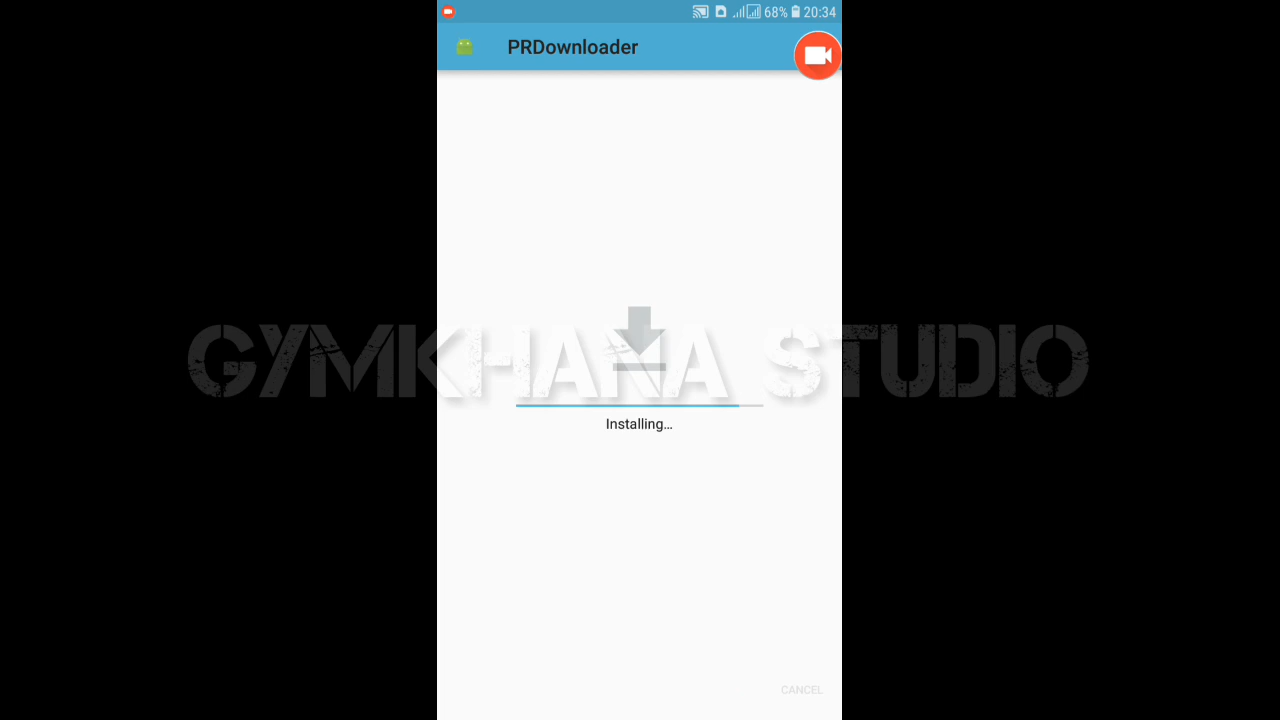 68% 20:34
PRDownloader
GYMKHANA STUDIO
Installing...
CANCEL